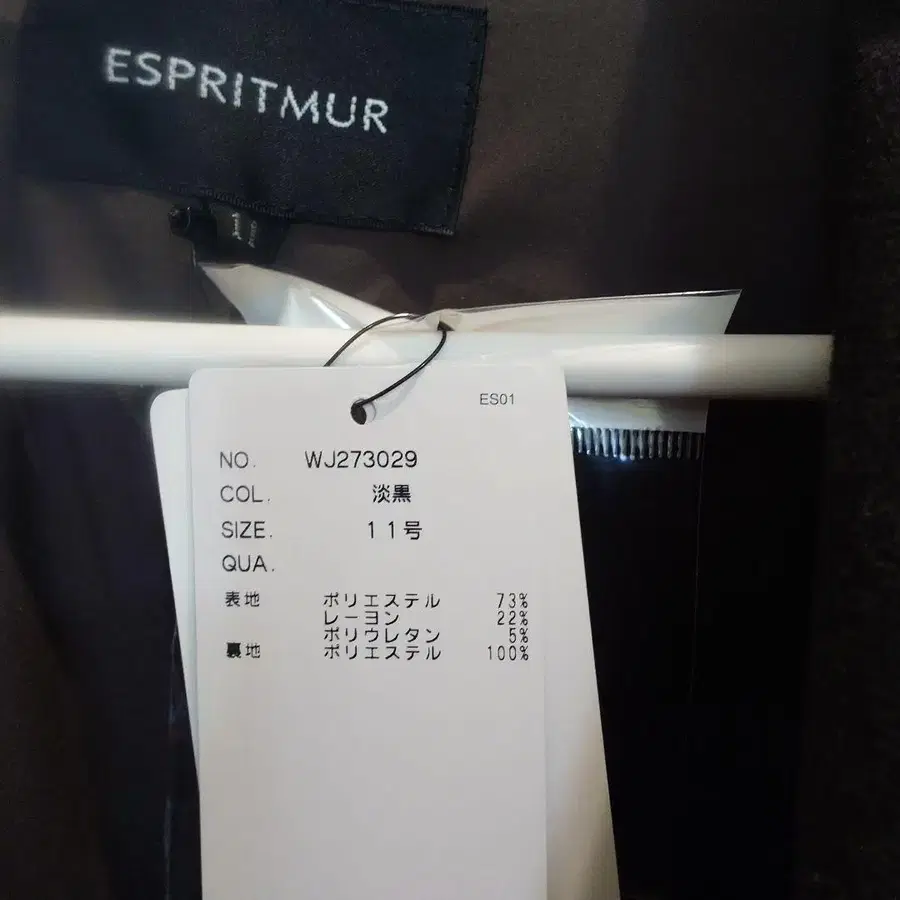 ESPRITMUR
11
ES01
NO. WJ273029
COL. 淡黒
SIZE. 11号
QUA.
表地 ポリエステル 73%
レーヨン 22%
ポリウレタン 5%
裏地 ポリエステル 100%